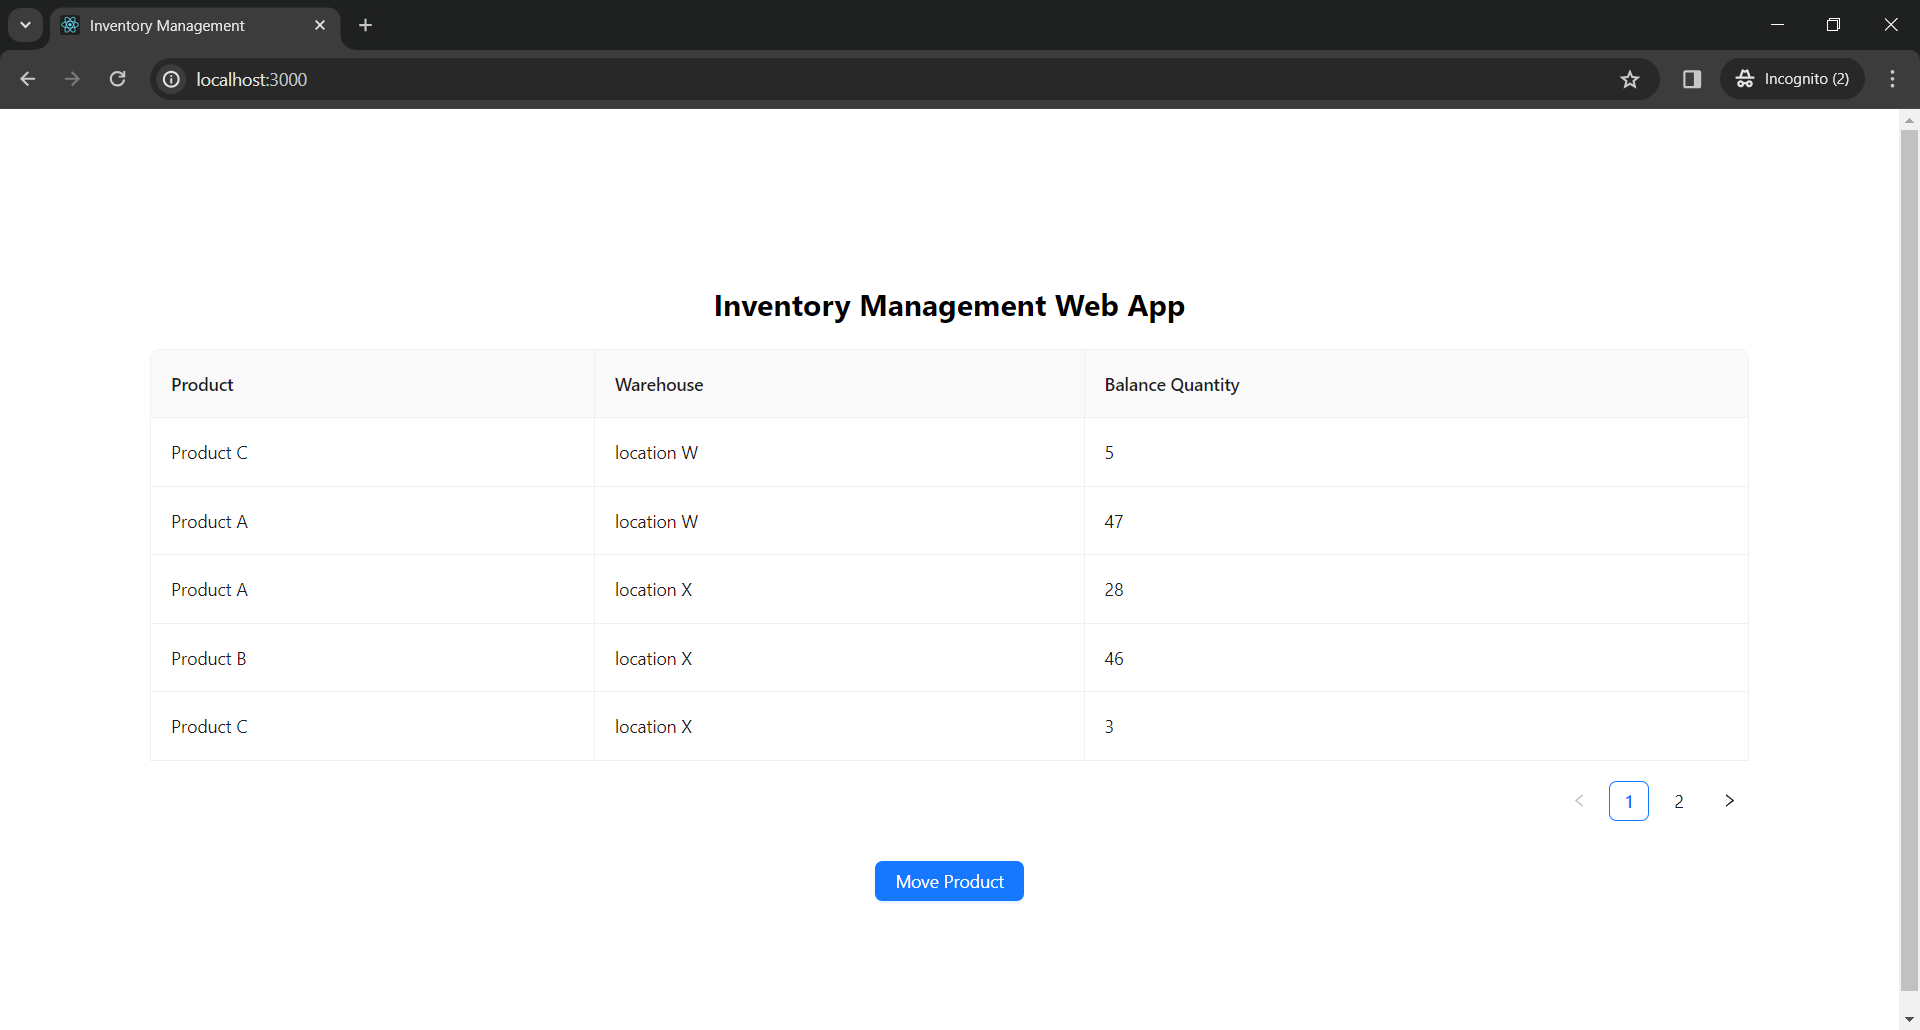 Inventory Management
localhost:3000
Incognito (2)
Inventory Management Web App
Product Warehouse Balance Quantity
Product C location W 5
Product A location W 47
Product A location X 28
Product B location X 46
Product C location X 3
1 2
Move Product